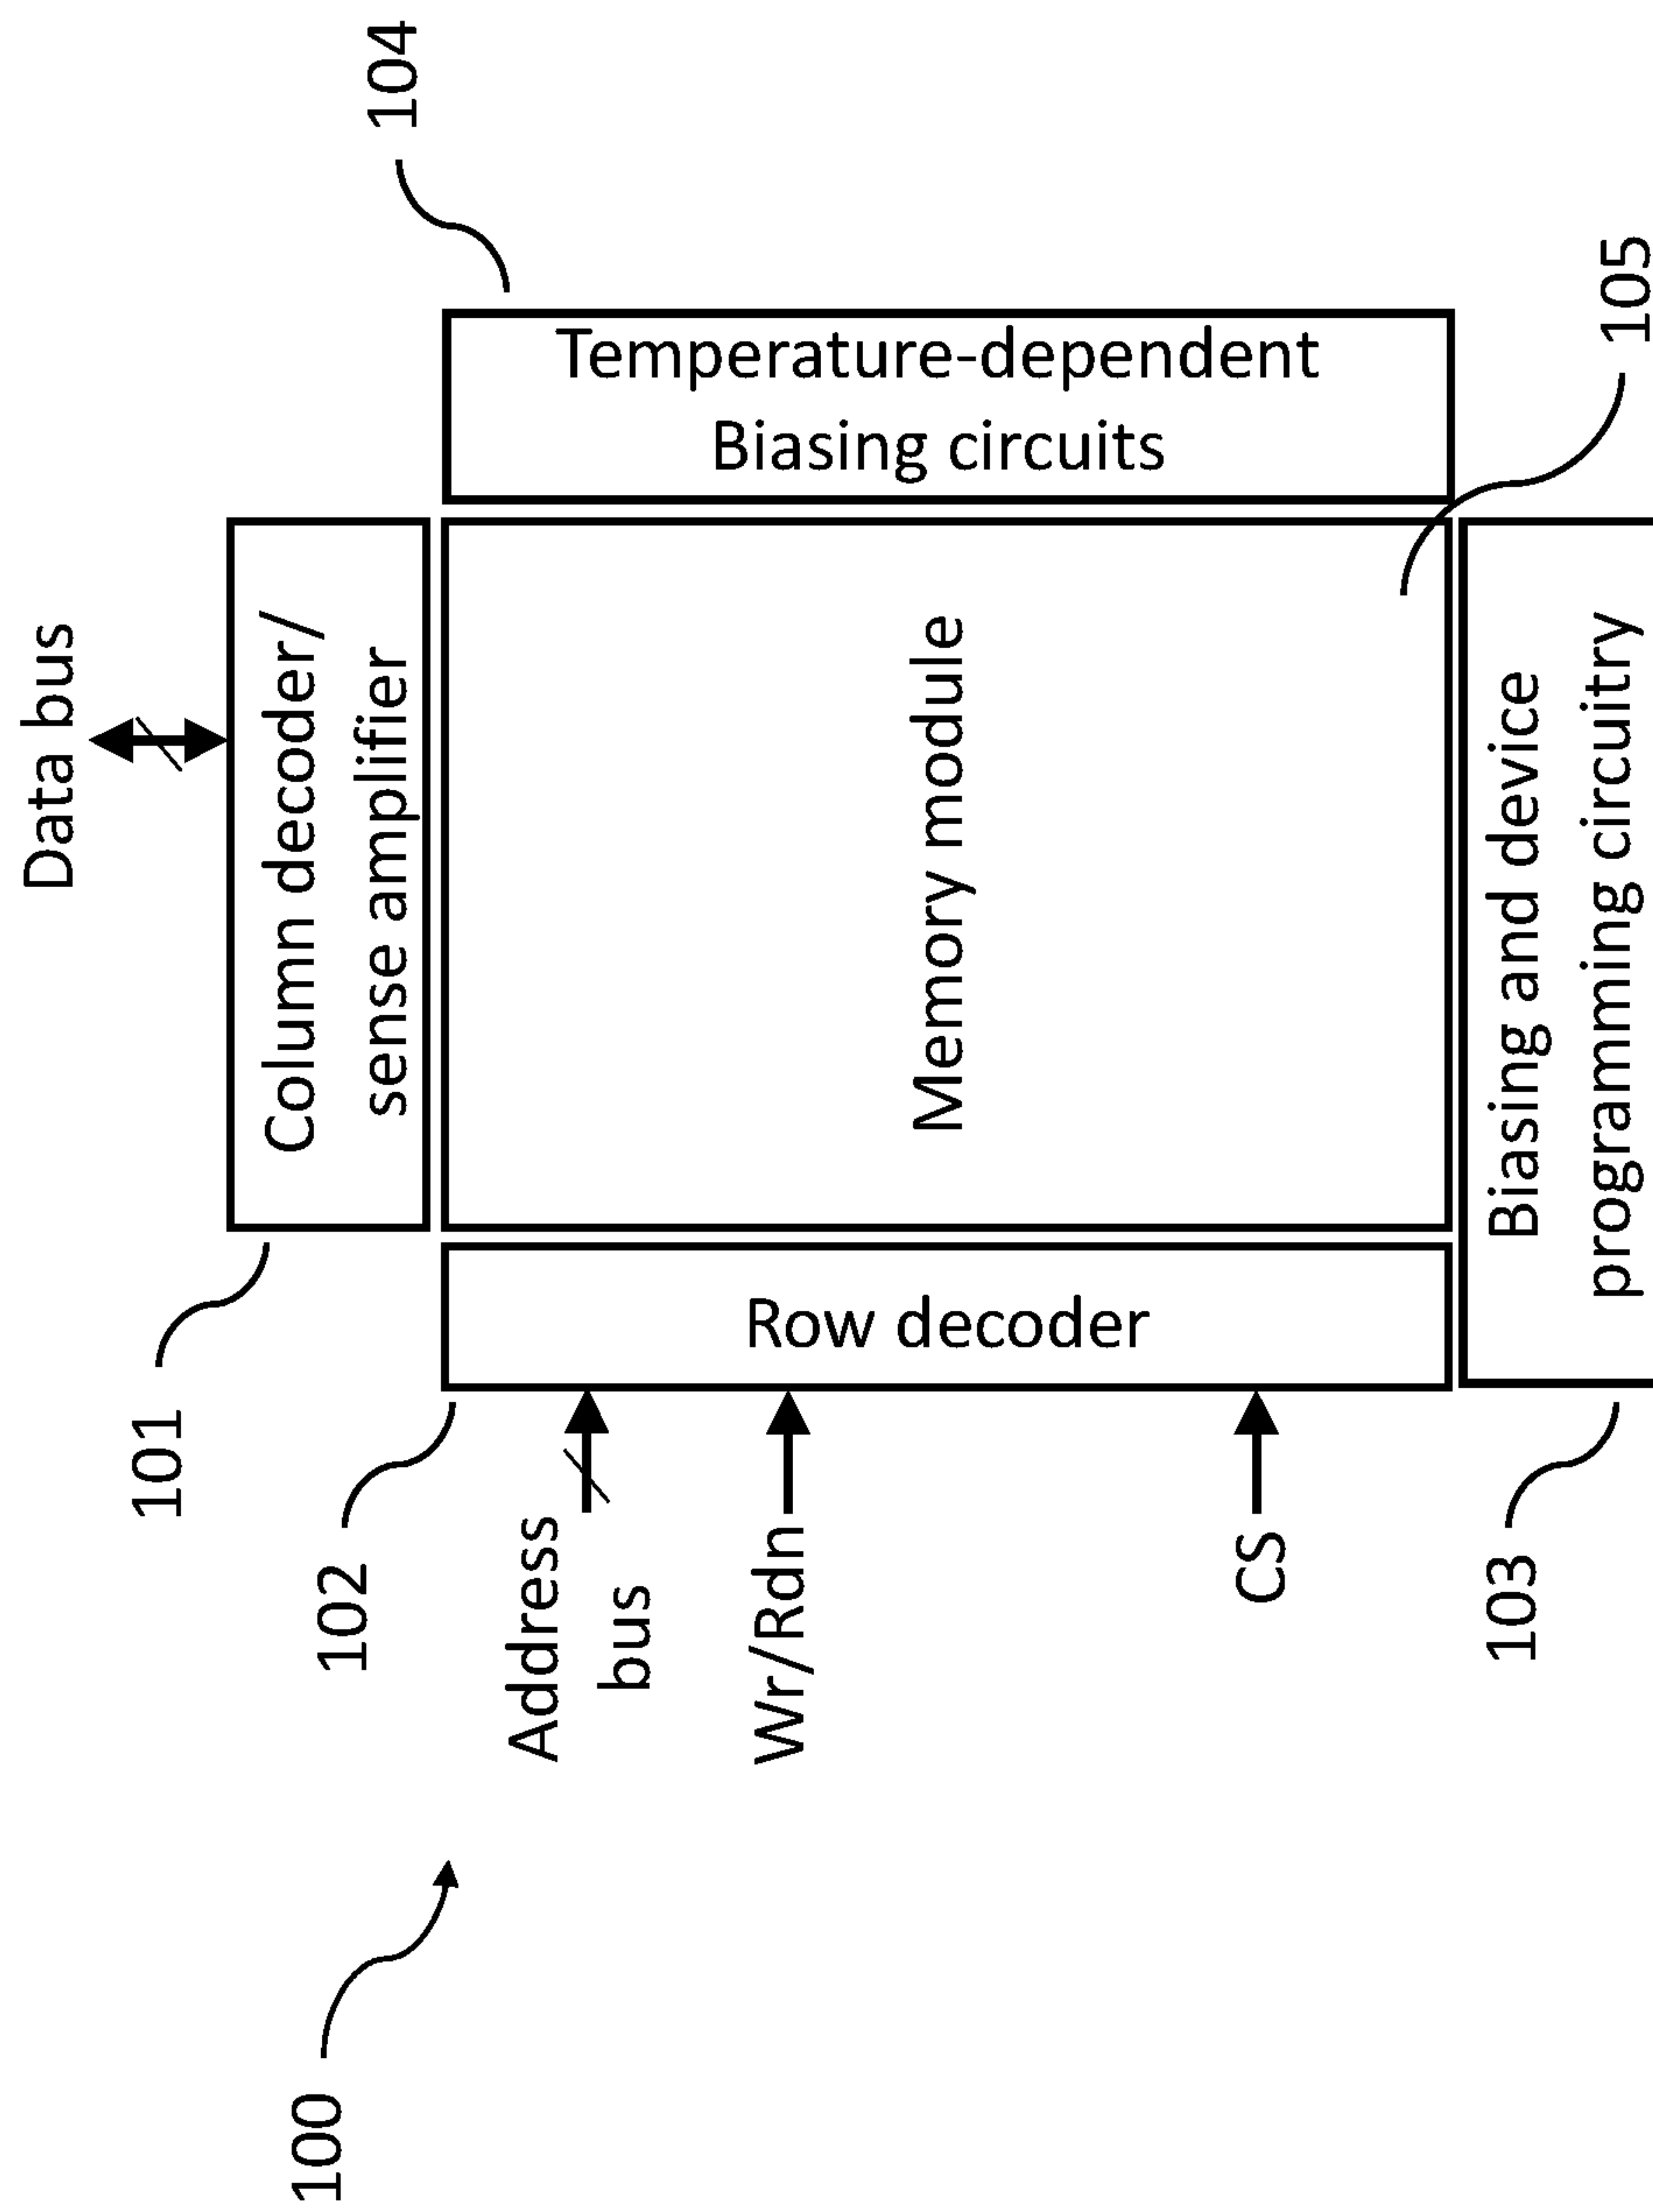 100
101
102
103
104
105
Data bus
Column decoder/
sense amplifier
Address
bus
Wr/Rdn
CS
Row decoder
Memory module
Temperature-dependent
Biasing circuits
Biasing and device
programming circuitry